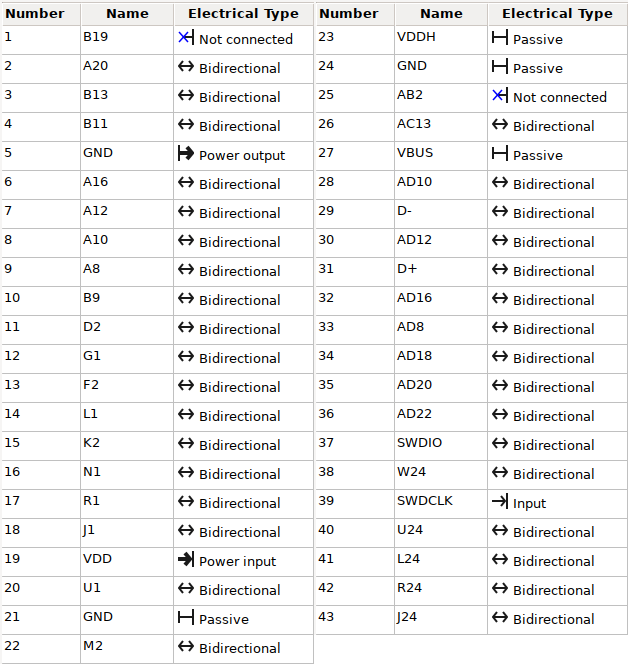 Number Name Electrical Type
1 B19 Not connected
2 A20 Bidirectional
3 B13 Bidirectional
4 B11 Bidirectional
5 GND Power output
6 A16 Bidirectional
7 A12 Bidirectional
8 A10 Bidirectional
9 A8 Bidirectional
10 B9 Bidirectional
11 D2 Bidirectional
12 G1 Bidirectional
13 F2 Bidirectional
14 L1 Bidirectional
15 K2 Bidirectional
16 N1 Bidirectional
17 R1 Bidirectional
18 J1 Bidirectional
19 VDD Power input
20 U1 Bidirectional
21 GND Passive
22 M2 Bidirectional
Number Name Electrical Type
23 VDDH Passive
24 GND Passive
25 AB2 Not connected
26 AC13 Bidirectional
27 VBUS Passive
28 AD10 Bidirectional
29 D- Bidirectional
30 AD12 Bidirectional
31 D+ Bidirectional
32 AD16 Bidirectional
33 AD8 Bidirectional
34 AD18 Bidirectional
35 AD20 Bidirectional
36 AD22 Bidirectional
37 SWDIO Bidirectional
38 W24 Bidirectional
39 SWDCLK Input
40 U24 Bidirectional
41 L24 Bidirectional
42 R24 Bidirectional
43 J24 Bidirectional